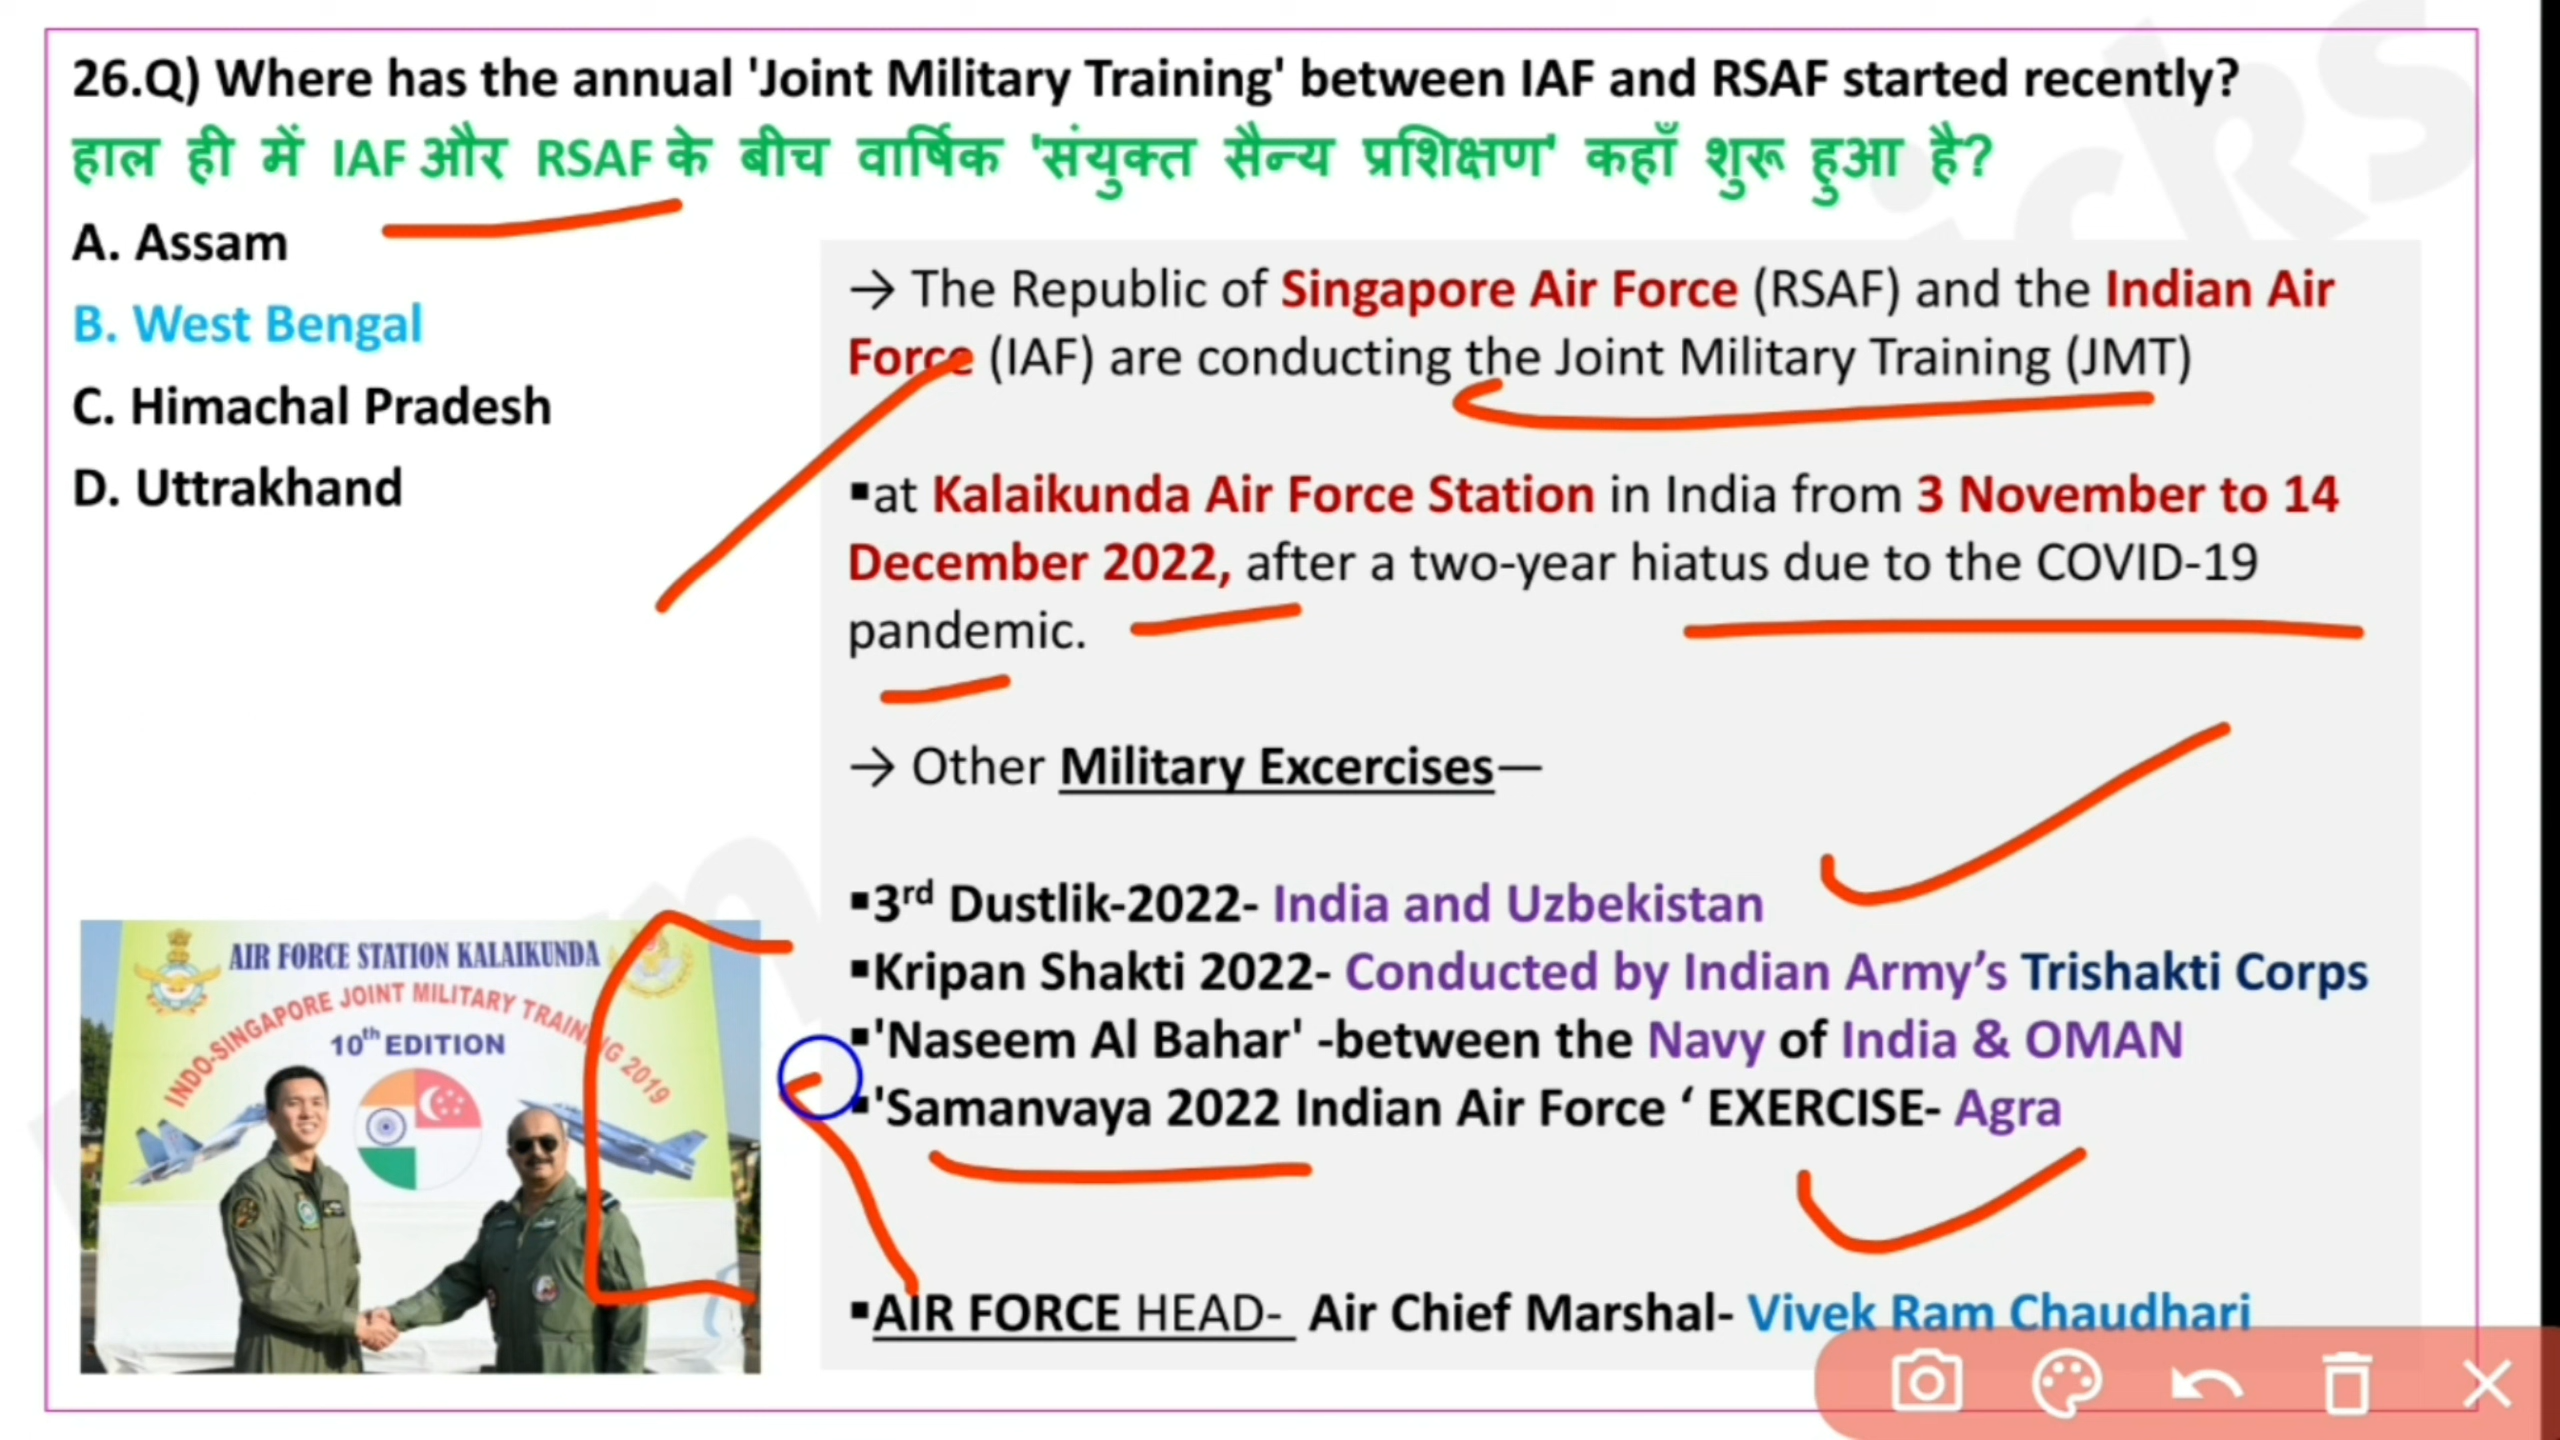 26.Q) Where has the annual 'Joint Military Training' between IAF and RSAF started recently?
हाल ही में IAF और RSAF के बीच वार्षिक 'संयुक्त सैन्य प्रशिक्षण' कहाँ शुरू हुआ है?
A. Assam
B. West Bengal
C. Himachal Pradesh
D. Uttrakhand
→ The Republic of Singapore Air Force (RSAF) and the Indian Air
Force (IAF) are conducting the Joint Military Training (JMT)
▪at Kalaikunda Air Force Station in India from 3 November to 14
December 2022, after a two-year hiatus due to the COVID-19
pandemic.
→ Other Military Excercises—
▪3rd Dustlik-2022- India and Uzbekistan
▪Kripan Shakti 2022- Conducted by Indian Army’s Trishakti Corps
▪'Naseem Al Bahar' -between the Navy of India & OMAN
▪'Samanvaya 2022 Indian Air Force ‘ EXERCISE- Agra
▪AIR FORCE HEAD- Air Chief Marshal- Vivek Ram Chaudhari
AIR FORCE STATION KALAIKUNDA
INDO-SINGAPORE JOINT MILITARY TRAINING 2019
10th EDITION